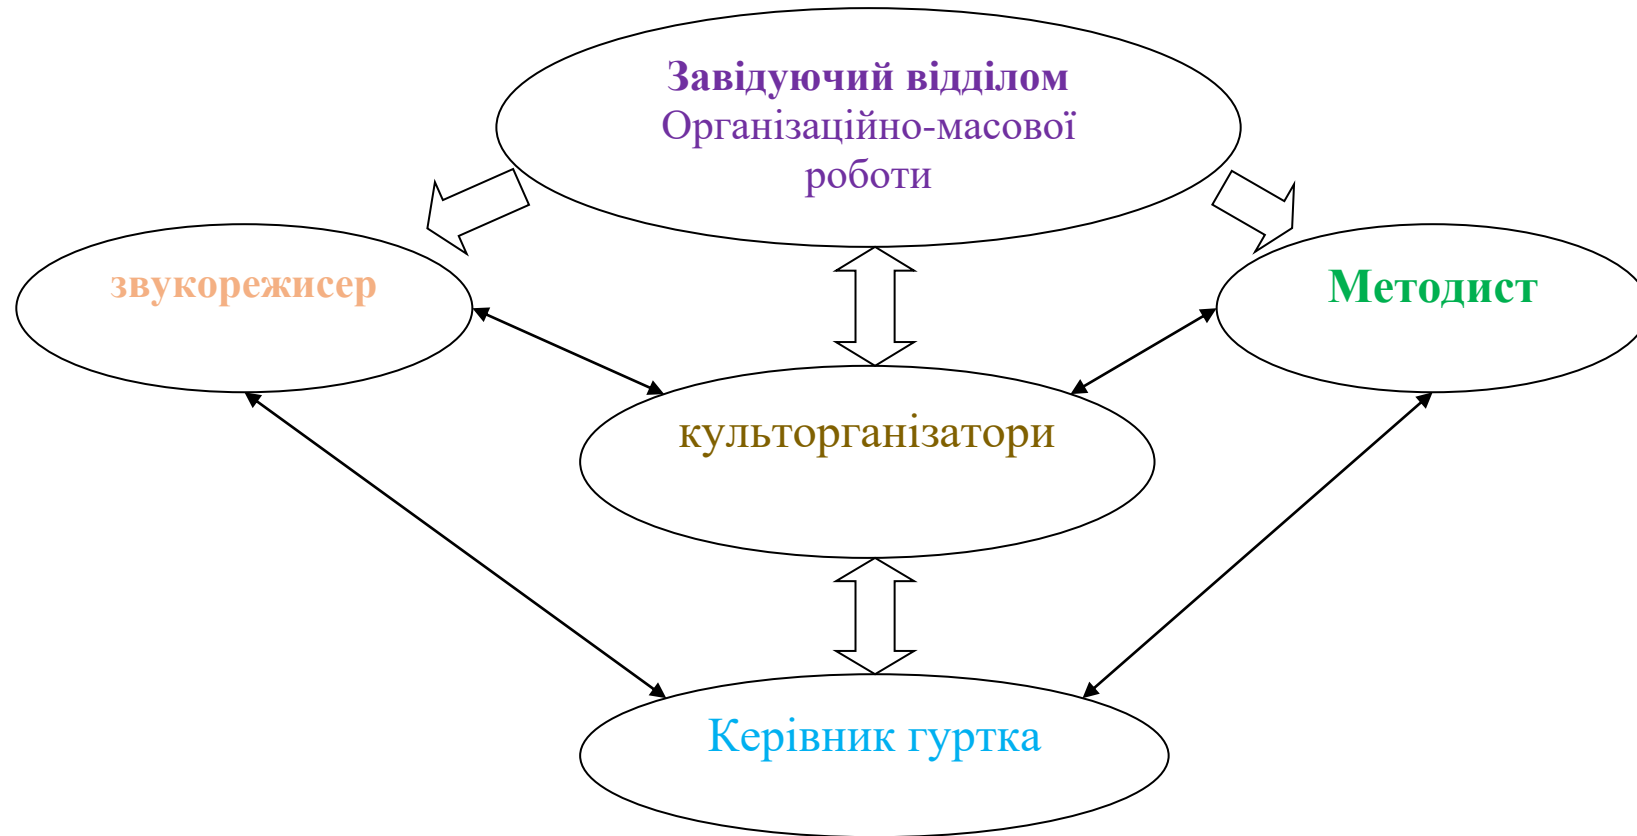 Завідуючий відділом
Організаційно-масової
роботи
звукорежисер
Методист
культорганізатори
Керівник гуртка